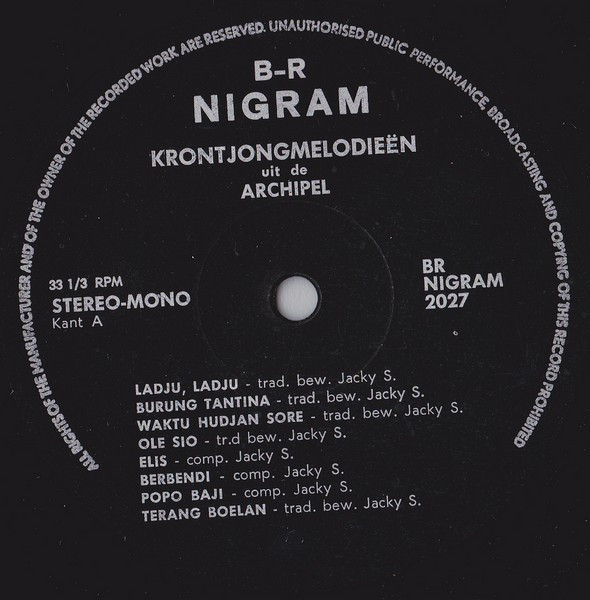 ALL RIGHTS OF THE MANUFACTURER AND OF THE OWNER OF THE RECORDED WORK ARE RESERVED. UNAUTHORISED PUBLIC PERFORMANCE, BROADCASTING AND COPYING OF THIS RECORD PROHIBITED
B-R
NIGRAM
KRONTJONGMELODIEËN
uit de
ARCHIPEL
33 1/3 RPM
STEREO-MONO
Kant A
BR
NIGRAM
2027
LADJU, LADJU - trad. bew. Jacky S.
BURUNG TANTINA - trad. bew. Jacky S.
WAKTU HUDJAN SORE - trad. bew. Jacky S.
OLE SIO - tr.d bew. Jacky S.
ELIS - comp. Jacky S.
BERBENDI - comp. Jacky S.
POPO BAJI - comp. Jacky S.
TERANG BOELAN - trad. bew. Jacky S.